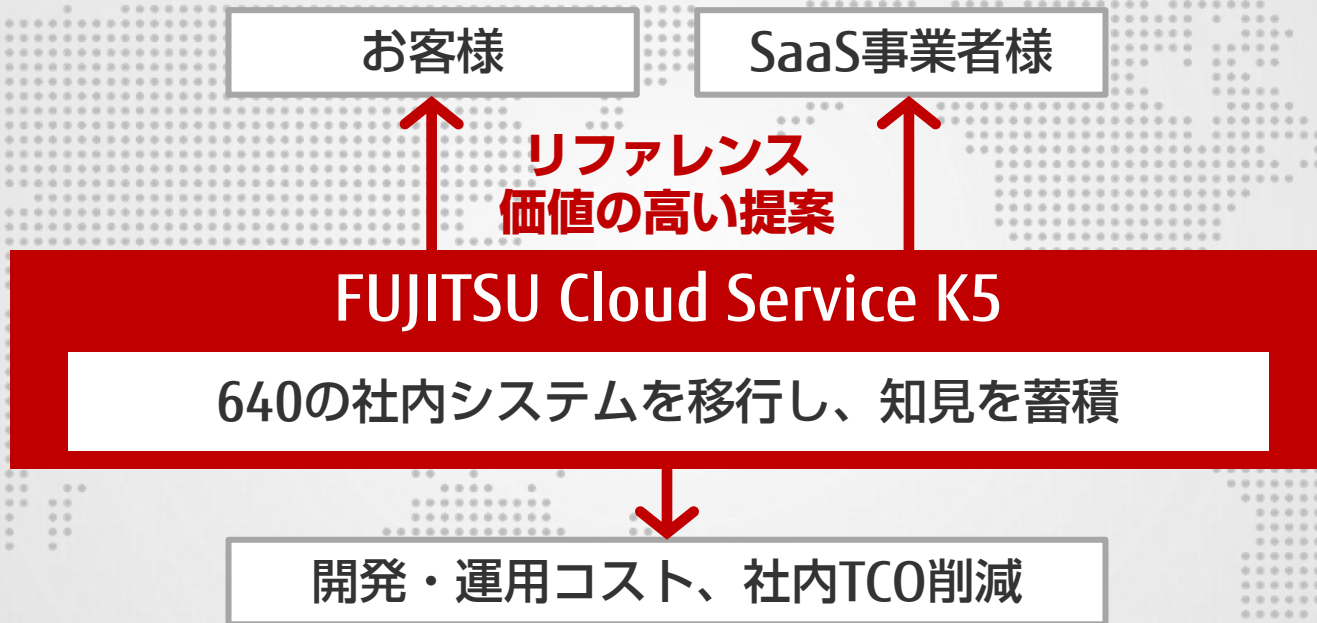 お客様
SaaS事業者様
リファレンス
価値の高い提案
FUJITSU Cloud Service K5
640の社内システムを移行し、知見を蓄積
開発・運用コスト、社内TCO削減